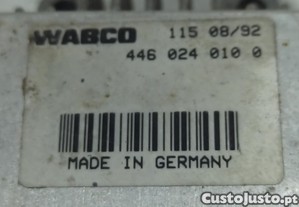 WABCO 115 08/92
446 024 010 0
MADE IN GERMANY
CustoJusto.pt